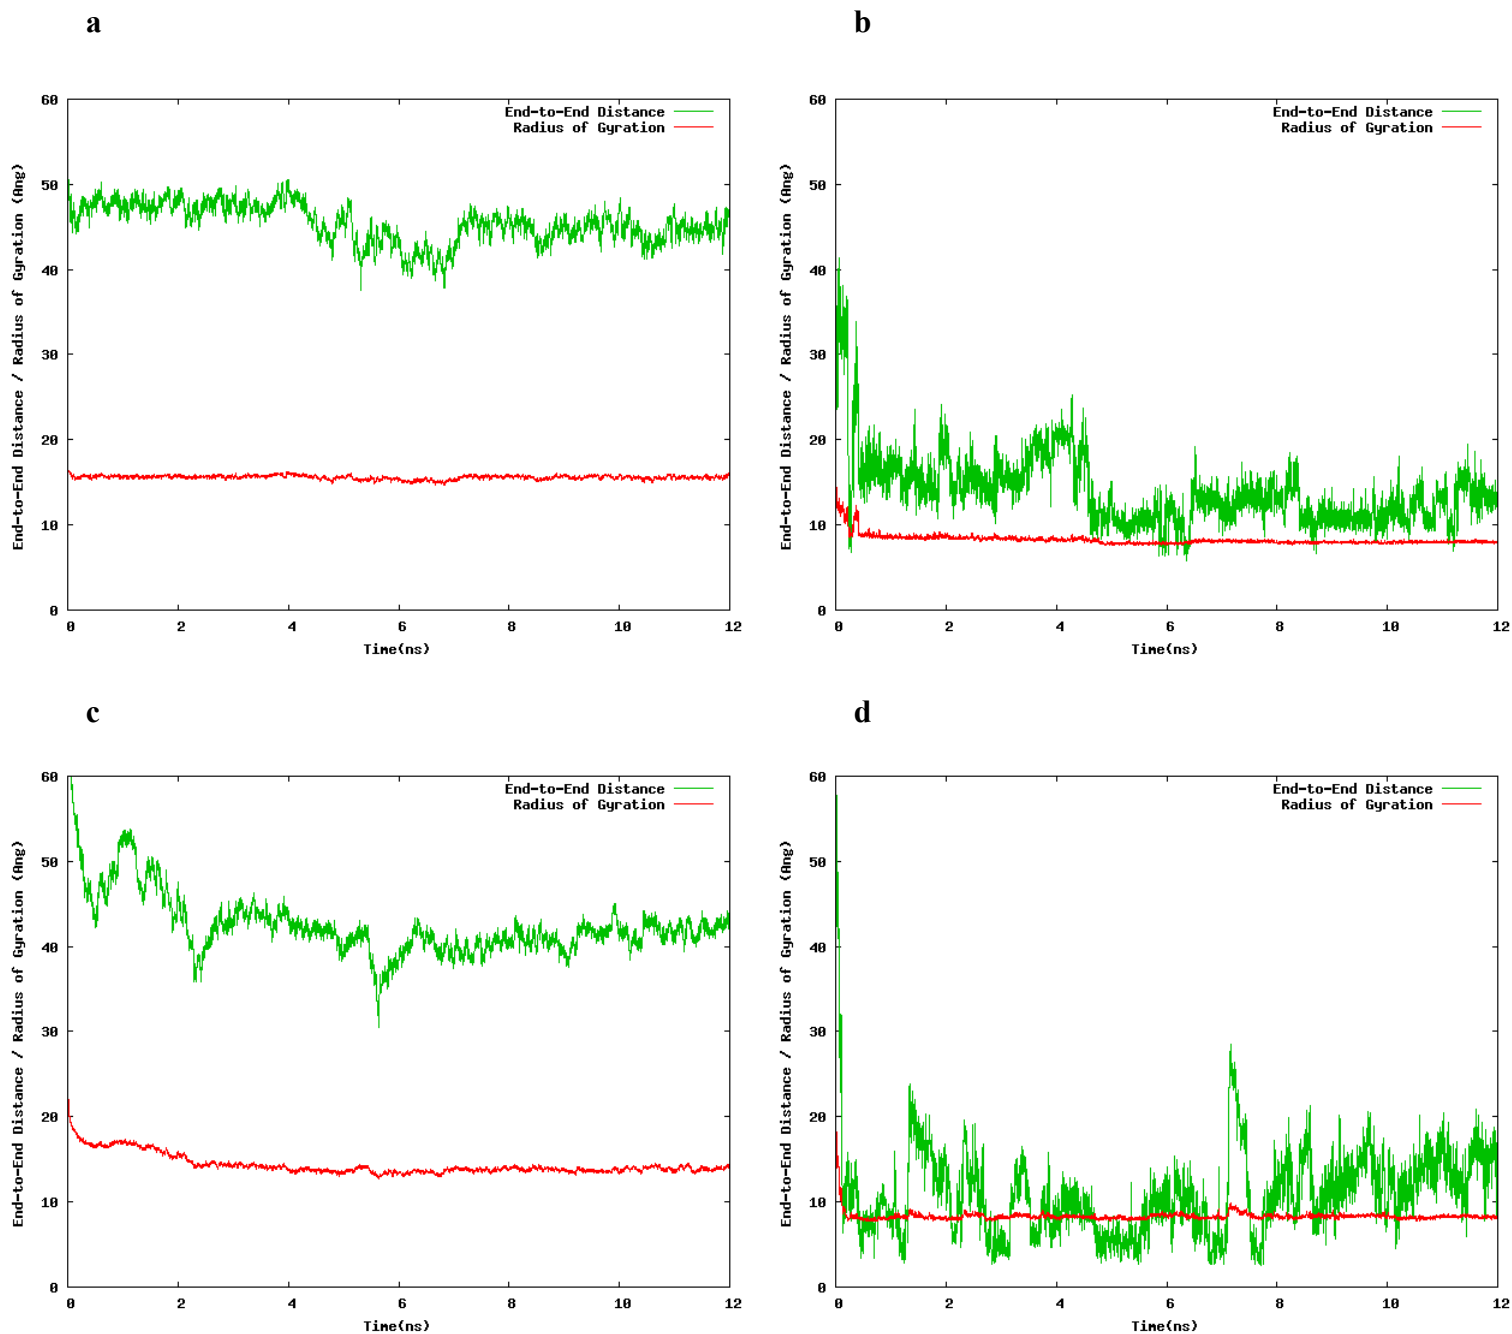 a
b
60
50
40
30
20
10
0
End-to-End Distance / Radius of Gyration (Ang)
End-to-End Distance
Radius of Gyration
0 2 4 6 8 10 12
Time(ns)
60
50
40
30
20
10
0
End-to-End Distance / Radius of Gyration (Ang)
End-to-End Distance
Radius of Gyration
0 2 4 6 8 10 12
Time(ns)
c
d
60
50
40
30
20
10
0
End-to-End Distance / Radius of Gyration (Ang)
End-to-End Distance
Radius of Gyration
0 2 4 6 8 10 12
Time(ns)
60
50
40
30
20
10
0
End-to-End Distance / Radius of Gyration (Ang)
End-to-End Distance
Radius of Gyration
0 2 4 6 8 10 12
Time(ns)